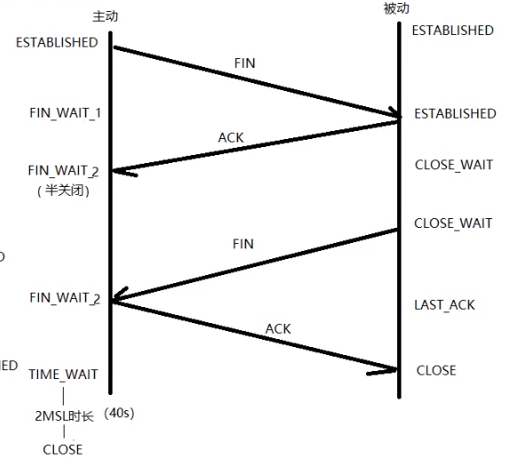 主动
被动
ESTABLISHED
ESTABLISHED
FIN
FIN_WAIT_1
ESTABLISHED
ACK
FIN_WAIT_2
(半关闭)
CLOSE_WAIT
CLOSE_WAIT
FIN
D
FIN_WAIT_2
LAST_ACK
ACK
HED
TIME_WAIT
CLOSE
2MSL时长 (40s)
CLOSE